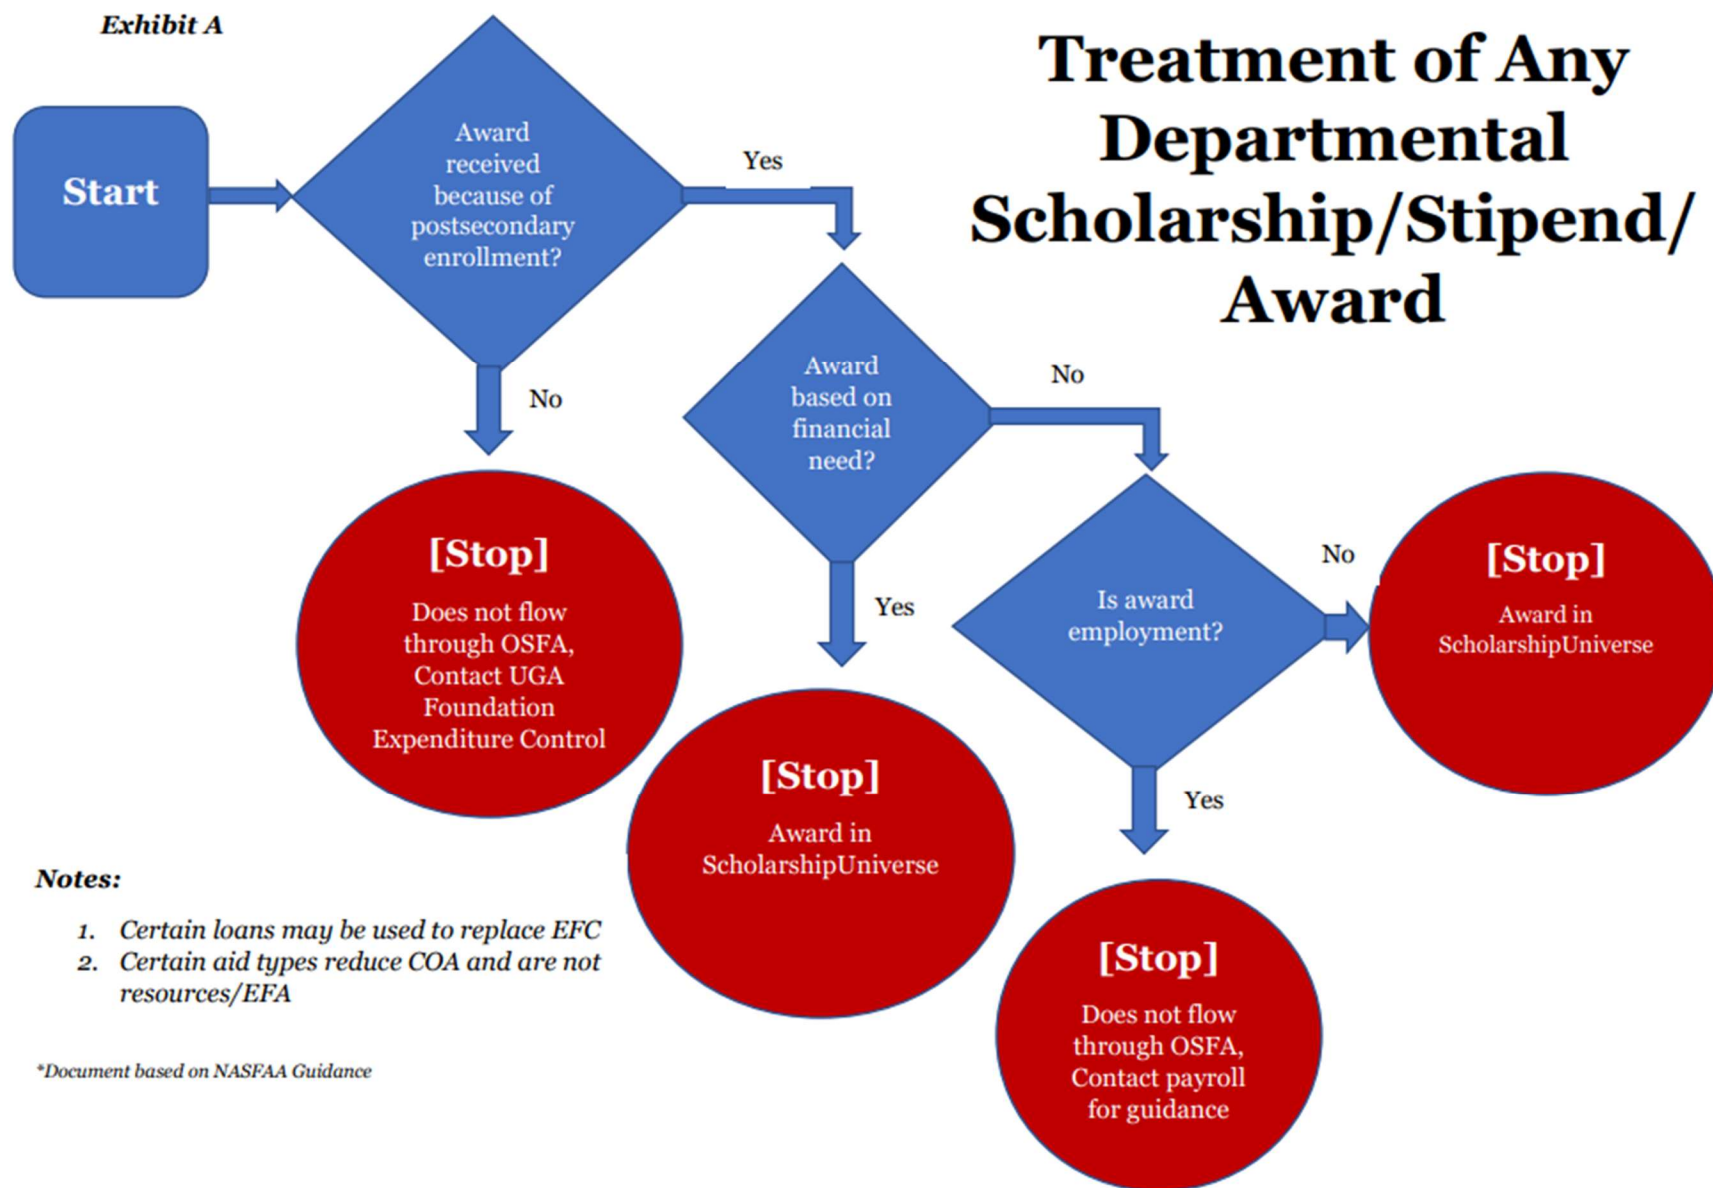 Exhibit A
Treatment of Any
Departmental
Scholarship/Stipend/
Award
Start
Award
received
because of
postsecondary
enrollment?
Yes
No
Award
based on
financial
need?
No
Yes
Is award
employment?
No
Yes
[Stop]
Does not flow
through OSFA,
Contact UGA
Foundation
Expenditure Control
[Stop]
Award in
ScholarshipUniverse
[Stop]
Award in
ScholarshipUniverse
[Stop]
Does not flow
through OSFA,
Contact payroll
for guidance
Notes:
1. Certain loans may be used to replace EFC
2. Certain aid types reduce COA and are not
resources/EFA
*Document based on NASFAA Guidance